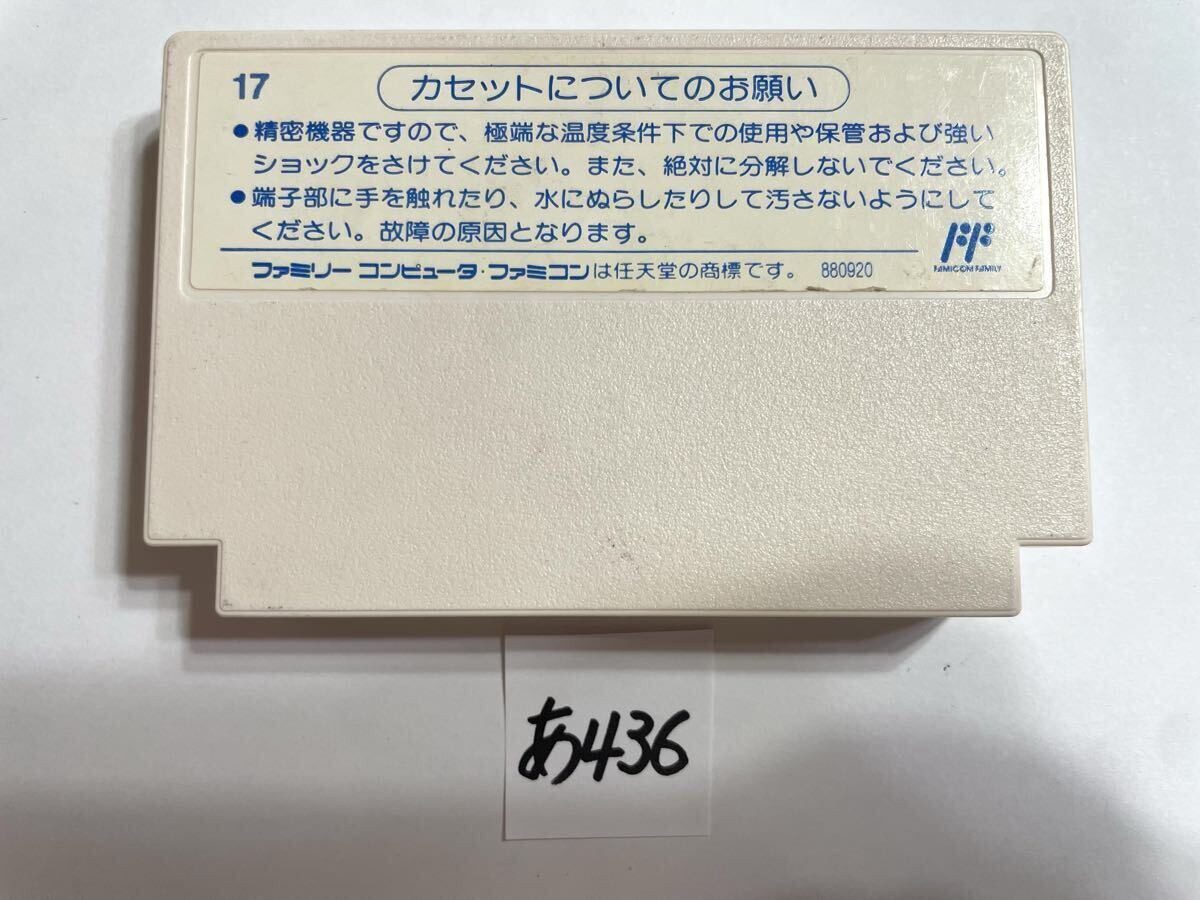 17
カセットについてのお願い
●精密機器ですので、極端な温度条件下での使用や保管および強い
ショックをさけてください。また、絶対に分解しないでください。
●端子部に手を触れたり、水にぬらしたりして汚さないようにして
ください。故障の原因となります。
FF
FAMICOM FAMILY
ファミリー コンピュータ・ファミコンは任天堂の商標です。 880920
あ436